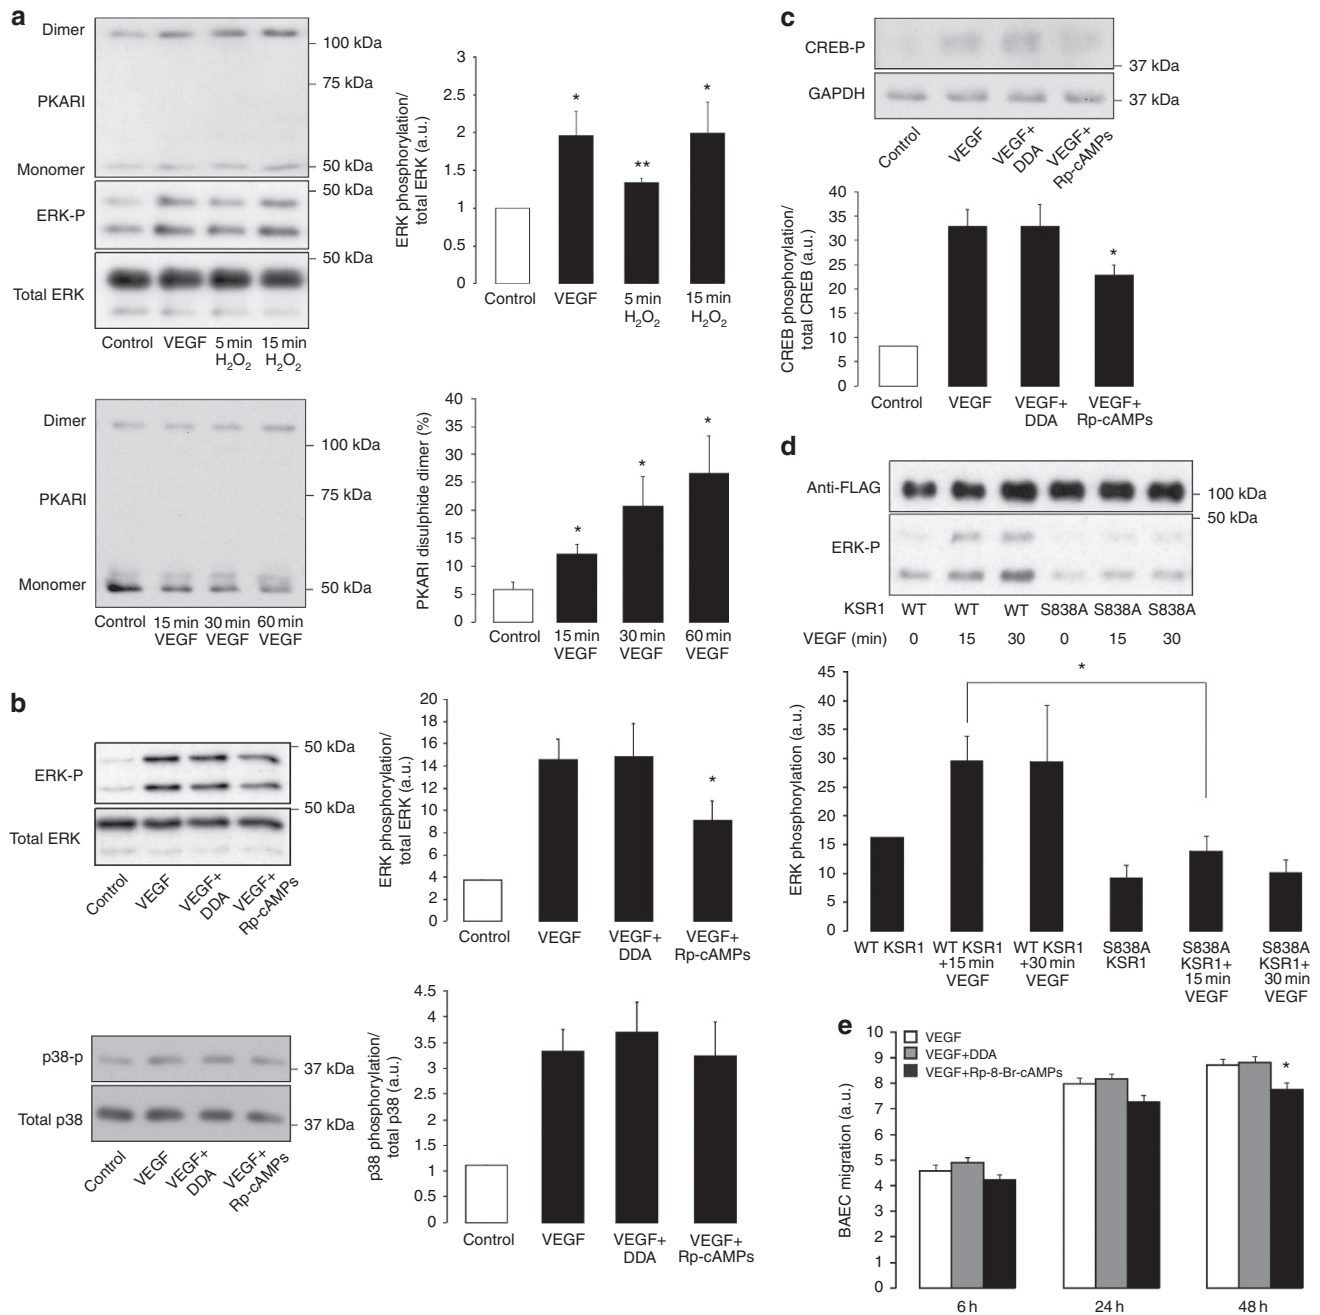 a
Dimer
100 kDa
75 kDa
PKARI
Monomer
50 kDa
50 kDa
ERK-P
50 kDa
Total ERK
Control VEGF 5 min H2O2 15 min H2O2
ERK phosphorylation/
total ERK (a.u.)
3
2.5
2
1.5
1
0.5
0
* ** *
Control VEGF 5 min H2O2 15 min H2O2
Dimer
100 kDa
PKARI
75 kDa
Monomer
50 kDa
Control 15 min VEGF 30 min VEGF 60 min VEGF
PKARI disulphide dimer (%)
40
35
30
25
20
15
10
5
0
* * *
Control 15 min VEGF 30 min VEGF 60 min VEGF
b
50 kDa
ERK-P
50 kDa
Total ERK
Control VEGF VEGF+ DDA VEGF+ Rp-cAMPs
ERK phosphorylation/
total ERK (a.u.)
20
18
16
14
12
10
8
6
4
2
0
*
Control VEGF VEGF+ DDA VEGF+ Rp-cAMPs
p38-p
37 kDa
Total p38
37 kDa
Control VEGF VEGF+ DDA VEGF+ Rp-cAMPs
p38 phosphorylation/
total p38 (a.u.)
4.5
4
3.5
3
2.5
2
1.5
1
0.5
0
Control VEGF VEGF+ DDA VEGF+ Rp-cAMPs
c
CREB-P
37 kDa
GAPDH
37 kDa
Control VEGF VEGF+ DDA VEGF+ Rp-cAMPs
CREB phosphorylation/
total CREB (a.u.)
40
35
30
25
20
15
10
5
0
*
Control VEGF VEGF+ DDA VEGF+ Rp-cAMPs
d
Anti-FLAG
100 kDa
50 kDa
ERK-P
KSR1 WT WT WT S838A S838A S838A
VEGF (min) 0 15 30 0 15 30
ERK phosphorylation (a.u.)
45
40
35
30
25
20
15
10
5
0
*
WT KSR1 WT KSR1 +15 min VEGF WT KSR1 +30 min VEGF S838A KSR1 S838A KSR1+ 15 min VEGF S838A KSR1+ 30 min VEGF
e
VEGF
VEGF+DDA
VEGF+Rp-8-Br-cAMPs
BAEC migration (a.u.)
10
9
8
7
6
5
4
3
2
1
0
*
6 h 24 h 48 h